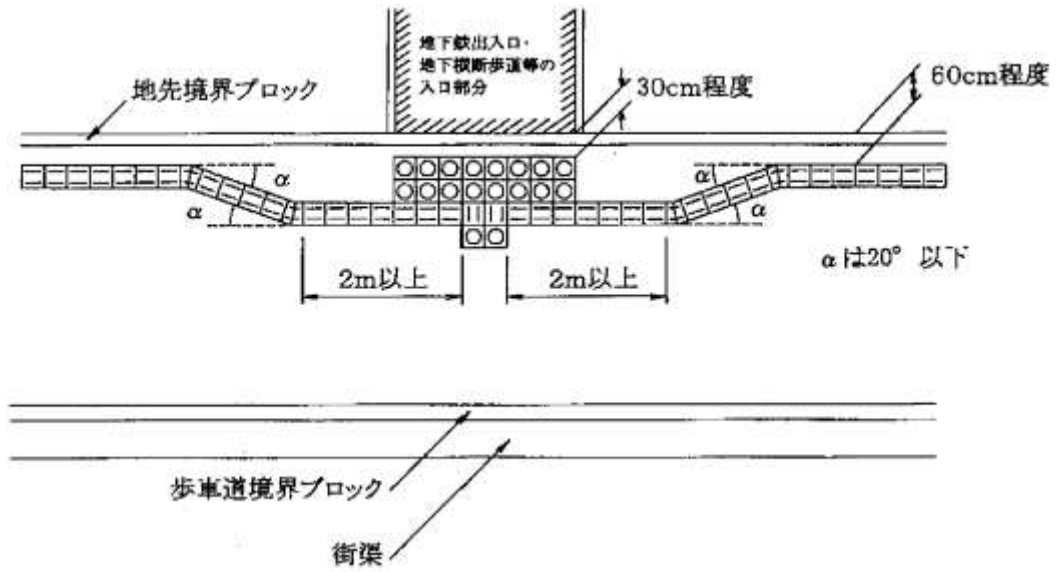 地下鉄出入口・
地下横断歩道等の
入口部分
地先境界ブロック
30cm程度
60cm程度
α
α
α
α
αは20°以下
2m以上
2m以上
歩車道境界ブロック
街渠